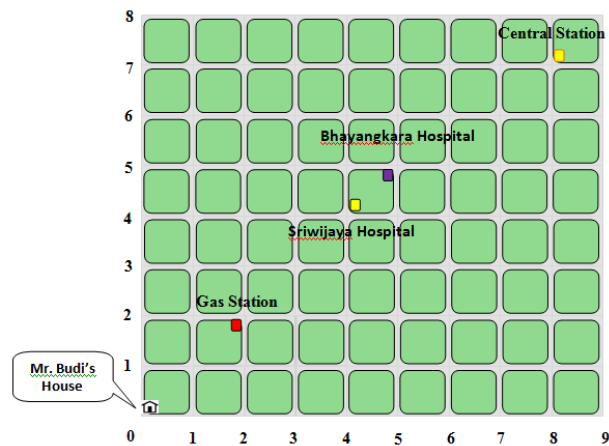 8
Central Station
7
6
Bhayangkara Hospital
5
4
Sriwijaya Hospital
3
Gas Station
2
Mr. Budi's
House
1
0 1 2 3 4 5 6 7 8 9